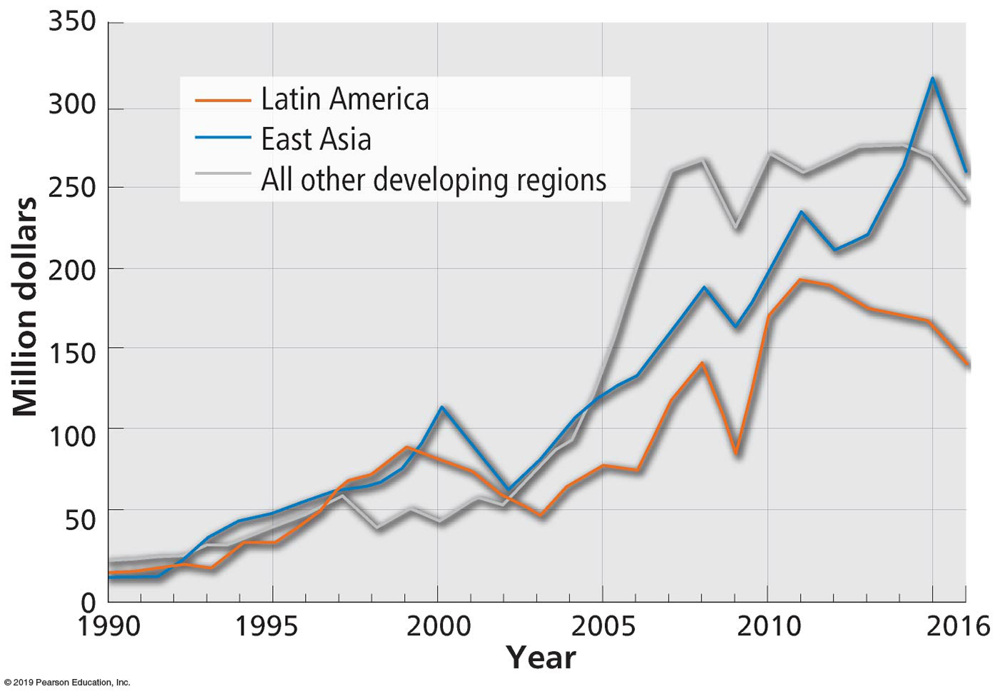 350
300
250
200
150
100
50
0
Million dollars
Latin America
East Asia
All other developing regions
1990 1995 2000 2005 2010 2016
Year
© 2019 Pearson Education, Inc.